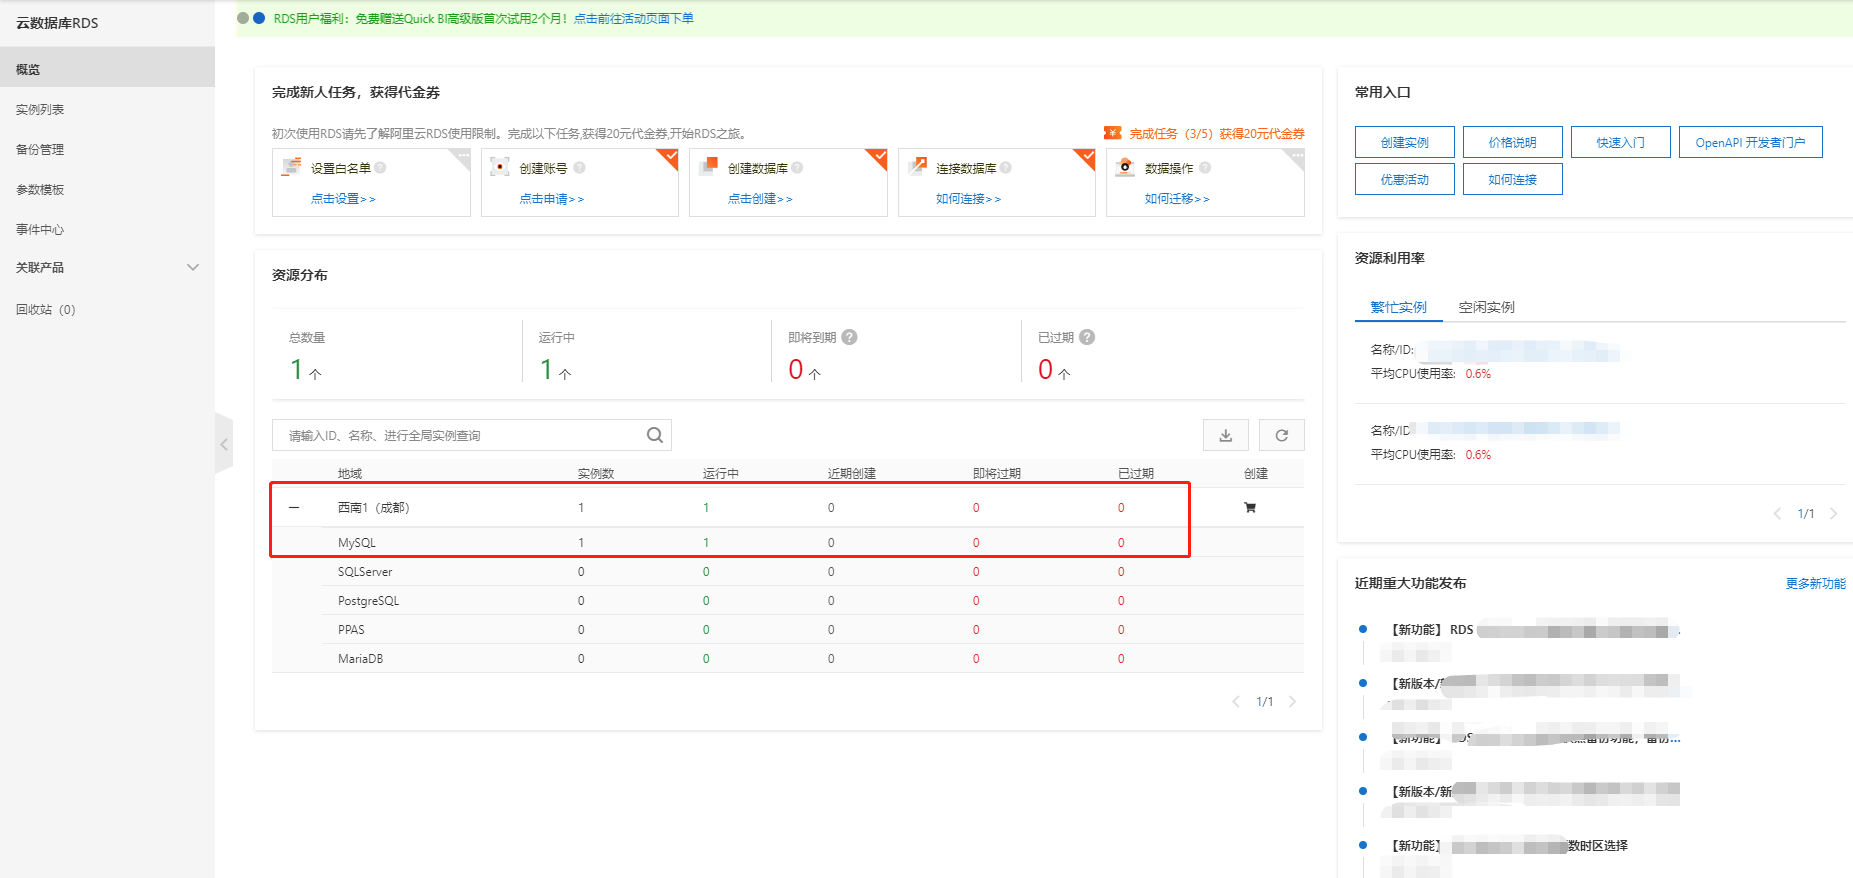 云数据库RDS
概览
实例列表
备份管理
参数模板
事件中心
关联产品
回收站（0）
RDS用户福利：免费赠送Quick BI高级版首次试用2个月！点击前往活动页面下单
完成新人任务，获得代金券
初次使用RDS请先了解阿里云RDS使用限制。完成以下任务,获得20元代金券,开始RDS之旅。
完成任务（3/5）获得20元代金券
设置白名单
点击设置>>
创建账号
点击申请>>
创建数据库
点击创建>>
连接数据库
如何连接>>
数据操作
如何迁移>>
资源分布
总数量 运行中 即将到期 已过期
1 个 1 个 0 个 0 个
请输入ID、名称、进行全局实例查询
地域 实例数 运行中 近期创建 即将过期 已过期 创建
西南1（成都） 1 1 0 0 0
MySQL 1 1 0 0 0
SQLServer 0 0 0 0 0
PostgreSQL 0 0 0 0 0
PPAS 0 0 0 0 0
MariaDB 0 0 0 0 0
1/1
常用入口
创建实例 价格说明 快速入门 OpenAPI 开发者门户
优惠活动 如何连接
资源利用率
繁忙实例 空闲实例
名称/ID:
平均CPU使用率: 0.6%
名称/ID
平均CPU使用率: 0.6%
1/1
近期重大功能发布 更多新功能
【新功能】RDS
【新版本/
【新功能】
【新版本/新
【新功能】 数时区选择